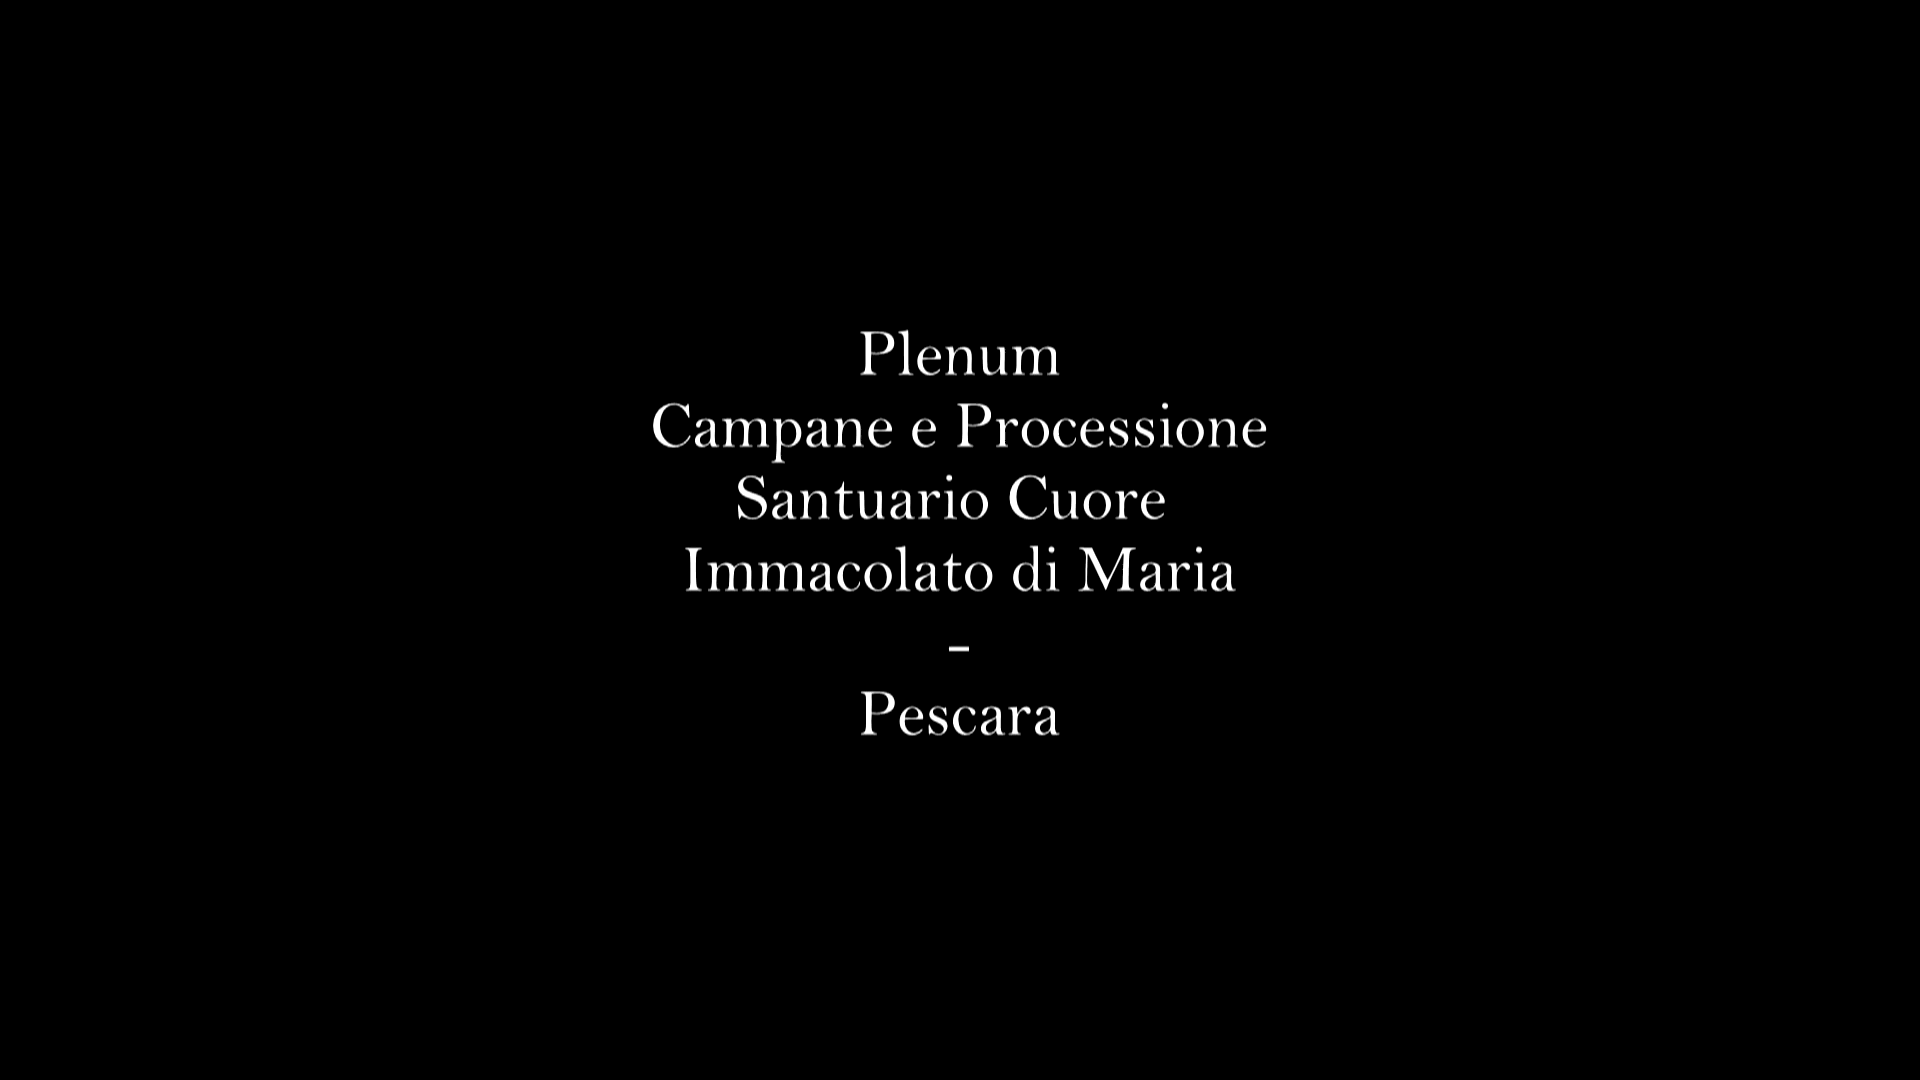 Plenum
Campane e Processione
Santuario Cuore
Immacolato di Maria
-
Pescara